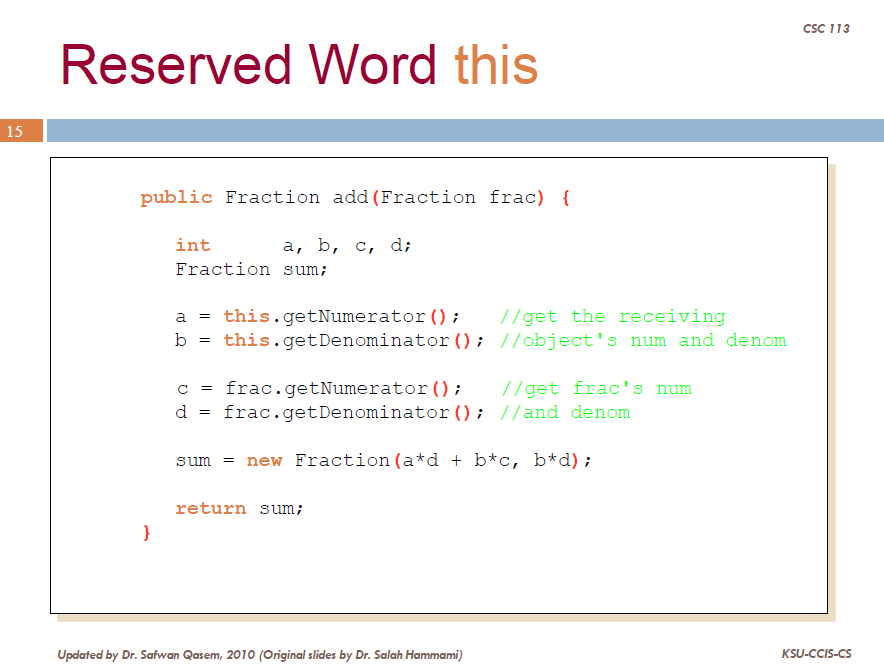 CSC 113
Reserved Word this
15
public Fraction add(Fraction frac) {
int a, b, c, d;
Fraction sum;
a = this.getNumerator(); //get the receiving
b = this.getDenominator(); //object's num and denom
c = frac.getNumerator(); //get frac's num
d = frac.getDenominator(); //and denom
sum = new Fraction(a*d + b*c, b*d);
return sum;
}
Updated by Dr. Safwan Qasem, 2010 (Original slides by Dr. Salah Hammami)
KSU-CCIS-CS